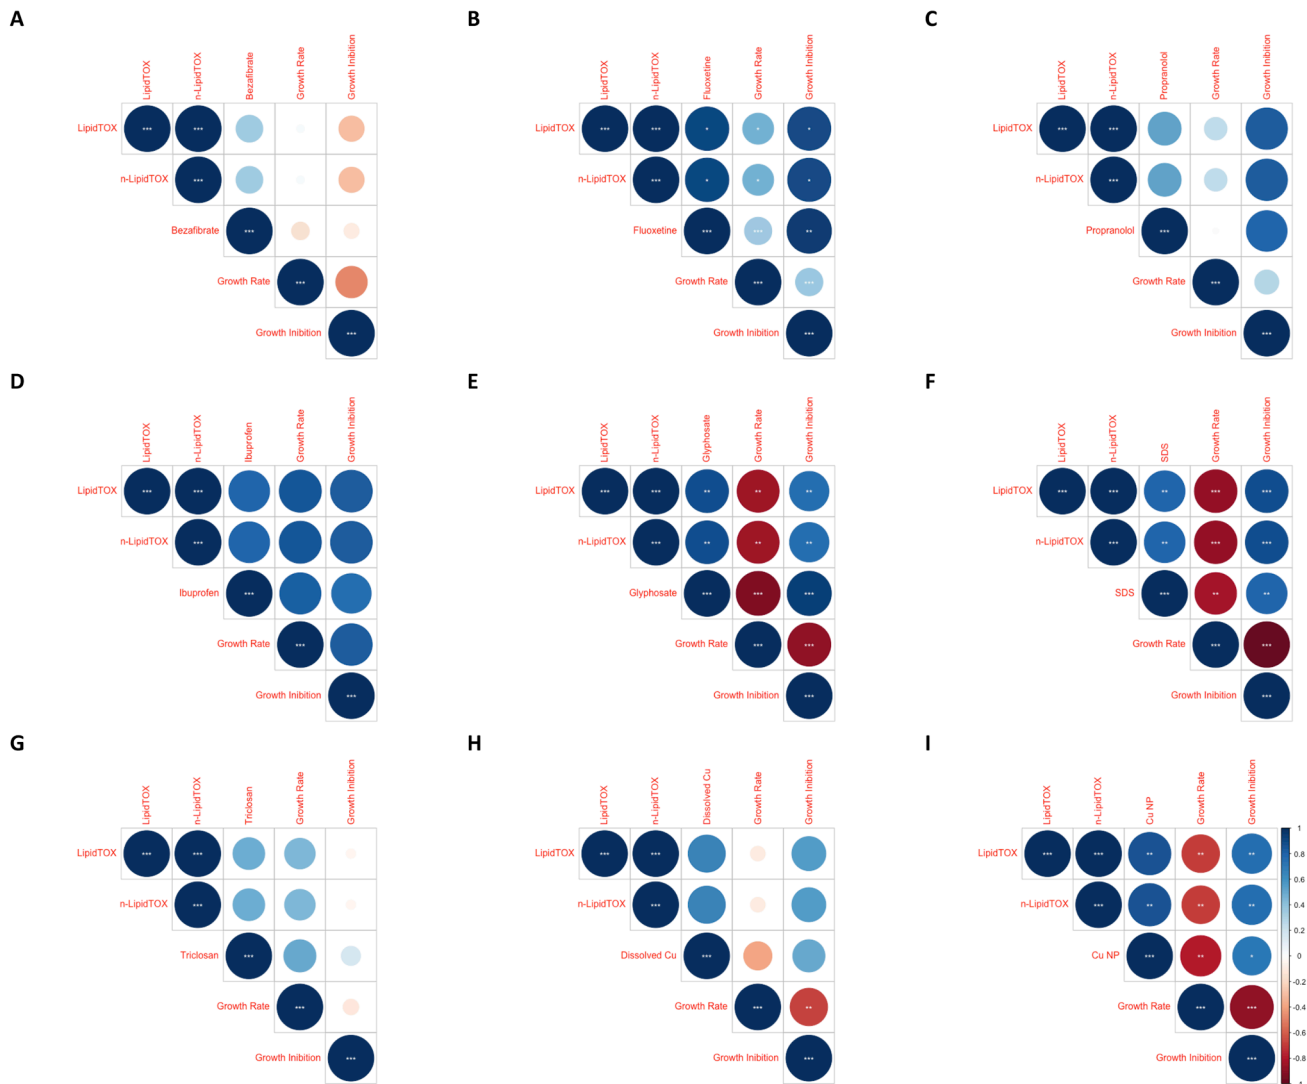 A
B
C
LipidTOX
n-LipidTOX
Bezafibrate
Growth Rate
Growth Inibition
LipidTOX
n-LipidTOX
Fluoxetine
Growth Rate
Growth Inibition
LipidTOX
n-LipidTOX
Propranolol
Growth Rate
Growth Inibition
LipidTOX *** ***
LipidTOX *** *** * * *
LipidTOX *** ***
n-LipidTOX ***
n-LipidTOX *** * * *
n-LipidTOX ***
Bezafibrate ***
Fluoxetine *** *** **
Propranolol ***
Growth Rate ***
Growth Rate *** ***
Growth Rate ***
Growth Inibition ***
Growth Inibition ***
Growth Inibition ***
D
E
F
LipidTOX
n-LipidTOX
Ibuprofen
Growth Rate
Growth Inibition
LipidTOX
n-LipidTOX
Glyphosate
Growth Rate
Growth Inibition
LipidTOX
n-LipidTOX
SDS
Growth Rate
Growth Inibition
LipidTOX *** ***
LipidTOX *** *** ** ** **
LipidTOX *** *** ** *** ***
n-LipidTOX ***
n-LipidTOX *** ** ** **
n-LipidTOX *** ** *** ***
Ibuprofen ***
Glyphosate *** *** ***
SDS *** ** **
Growth Rate ***
Growth Rate *** ***
Growth Rate *** ***
Growth Inibition ***
Growth Inibition ***
Growth Inibition ***
G
H
I
LipidTOX
n-LipidTOX
Triclosan
Growth Rate
Growth Inibition
LipidTOX
n-LipidTOX
Dissolved Cu
Growth Rate
Growth Inibition
LipidTOX
n-LipidTOX
Cu NP
Growth Rate
Growth Inibition
LipidTOX *** ***
LipidTOX *** ***
LipidTOX *** *** ** ** **
n-LipidTOX ***
n-LipidTOX ***
n-LipidTOX *** ** ** **
Triclosan ***
Dissolved Cu ***
Cu NP *** ** *
Growth Rate ***
Growth Rate *** **
Growth Rate *** ***
Growth Inibition ***
Growth Inibition ***
Growth Inibition ***
1
0.8
0.6
0.4
0.2
0
-0.2
-0.4
-0.6
-0.8